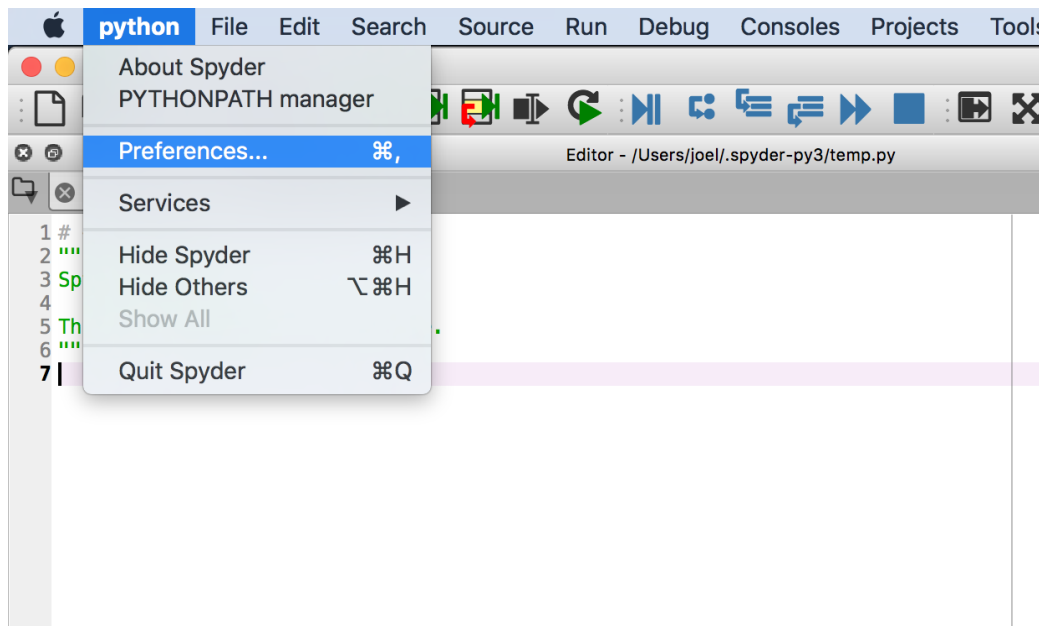 python File Edit Search Source Run Debug Consoles Projects Tools
About Spyder
PYTHONPATH manager
Preferences... ⌘,
Editor - /Users/joel/.spyder-py3/temp.py
Services ▶
Hide Spyder ⌘H
Hide Others ⌥⌘H
Show All
Quit Spyder ⌘Q
1 #
2 """
3 Sp
4
5 Th .
6 """
7